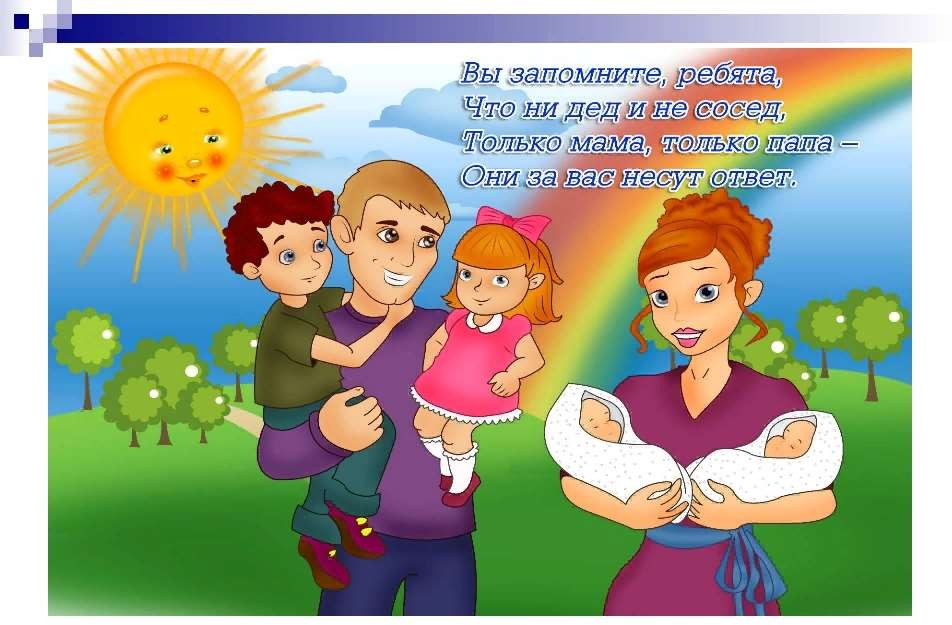 Вы запомните, ребята,
Что ни дед и не сосед,
Только мама, только папа –
Они за вас несут ответ.